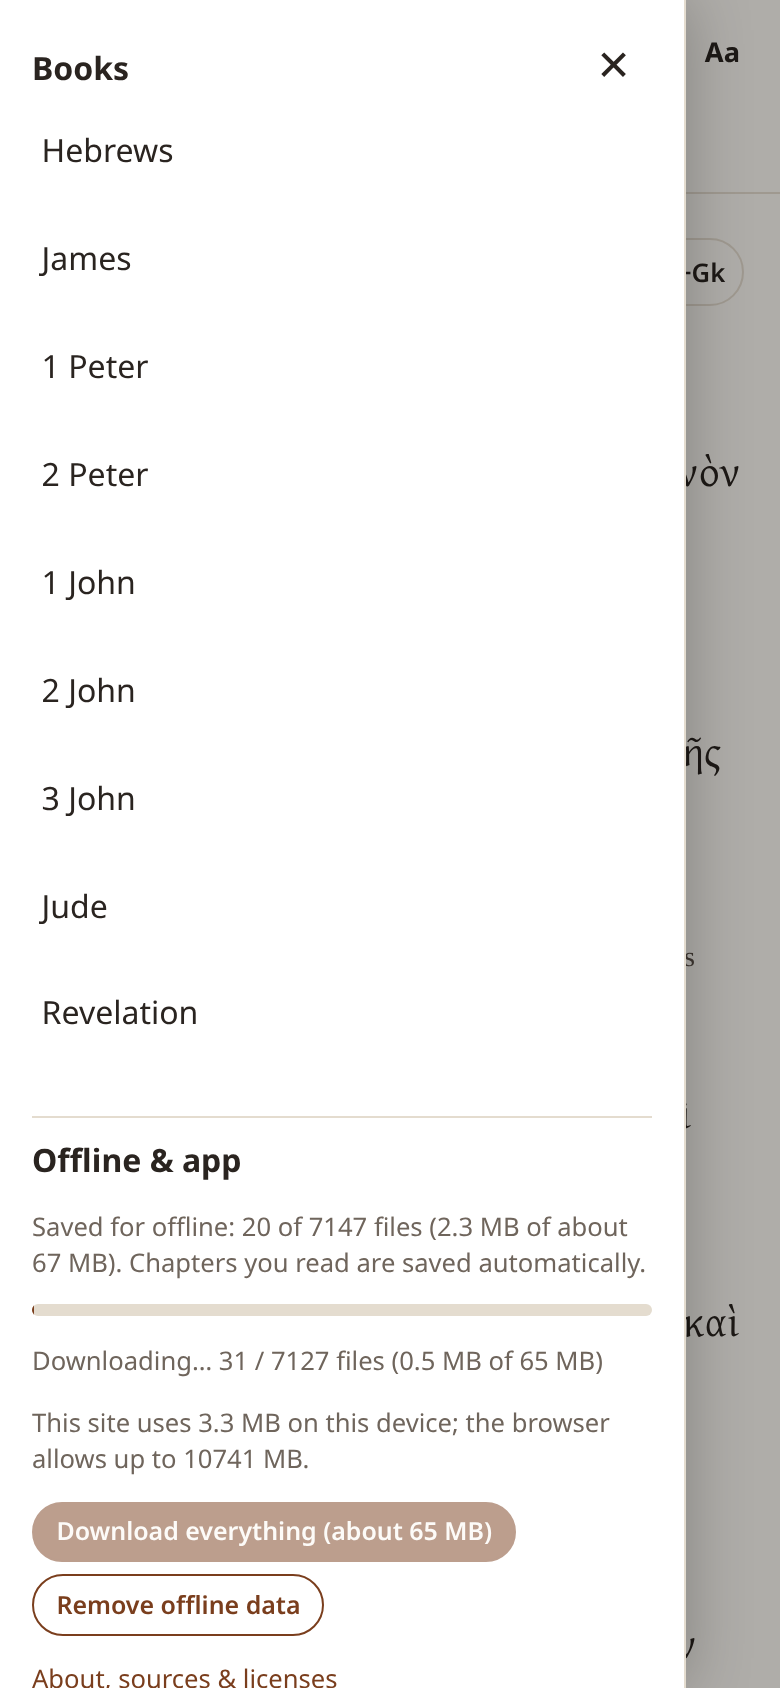 Books
✕
Aa
Hebrews
James
-Gk
1 Peter
2 Peter
νὸν
1 John
2 John
ῆς
3 John
Jude
s
Revelation
Offline & app
Saved for offline: 20 of 7147 files (2.3 MB of about
67 MB). Chapters you read are saved automatically.
καὶ
Downloading... 31 / 7127 files (0.5 MB of 65 MB)
This site uses 3.3 MB on this device; the browser
allows up to 10741 MB.
Download everything (about 65 MB)
Remove offline data
About, sources & licenses